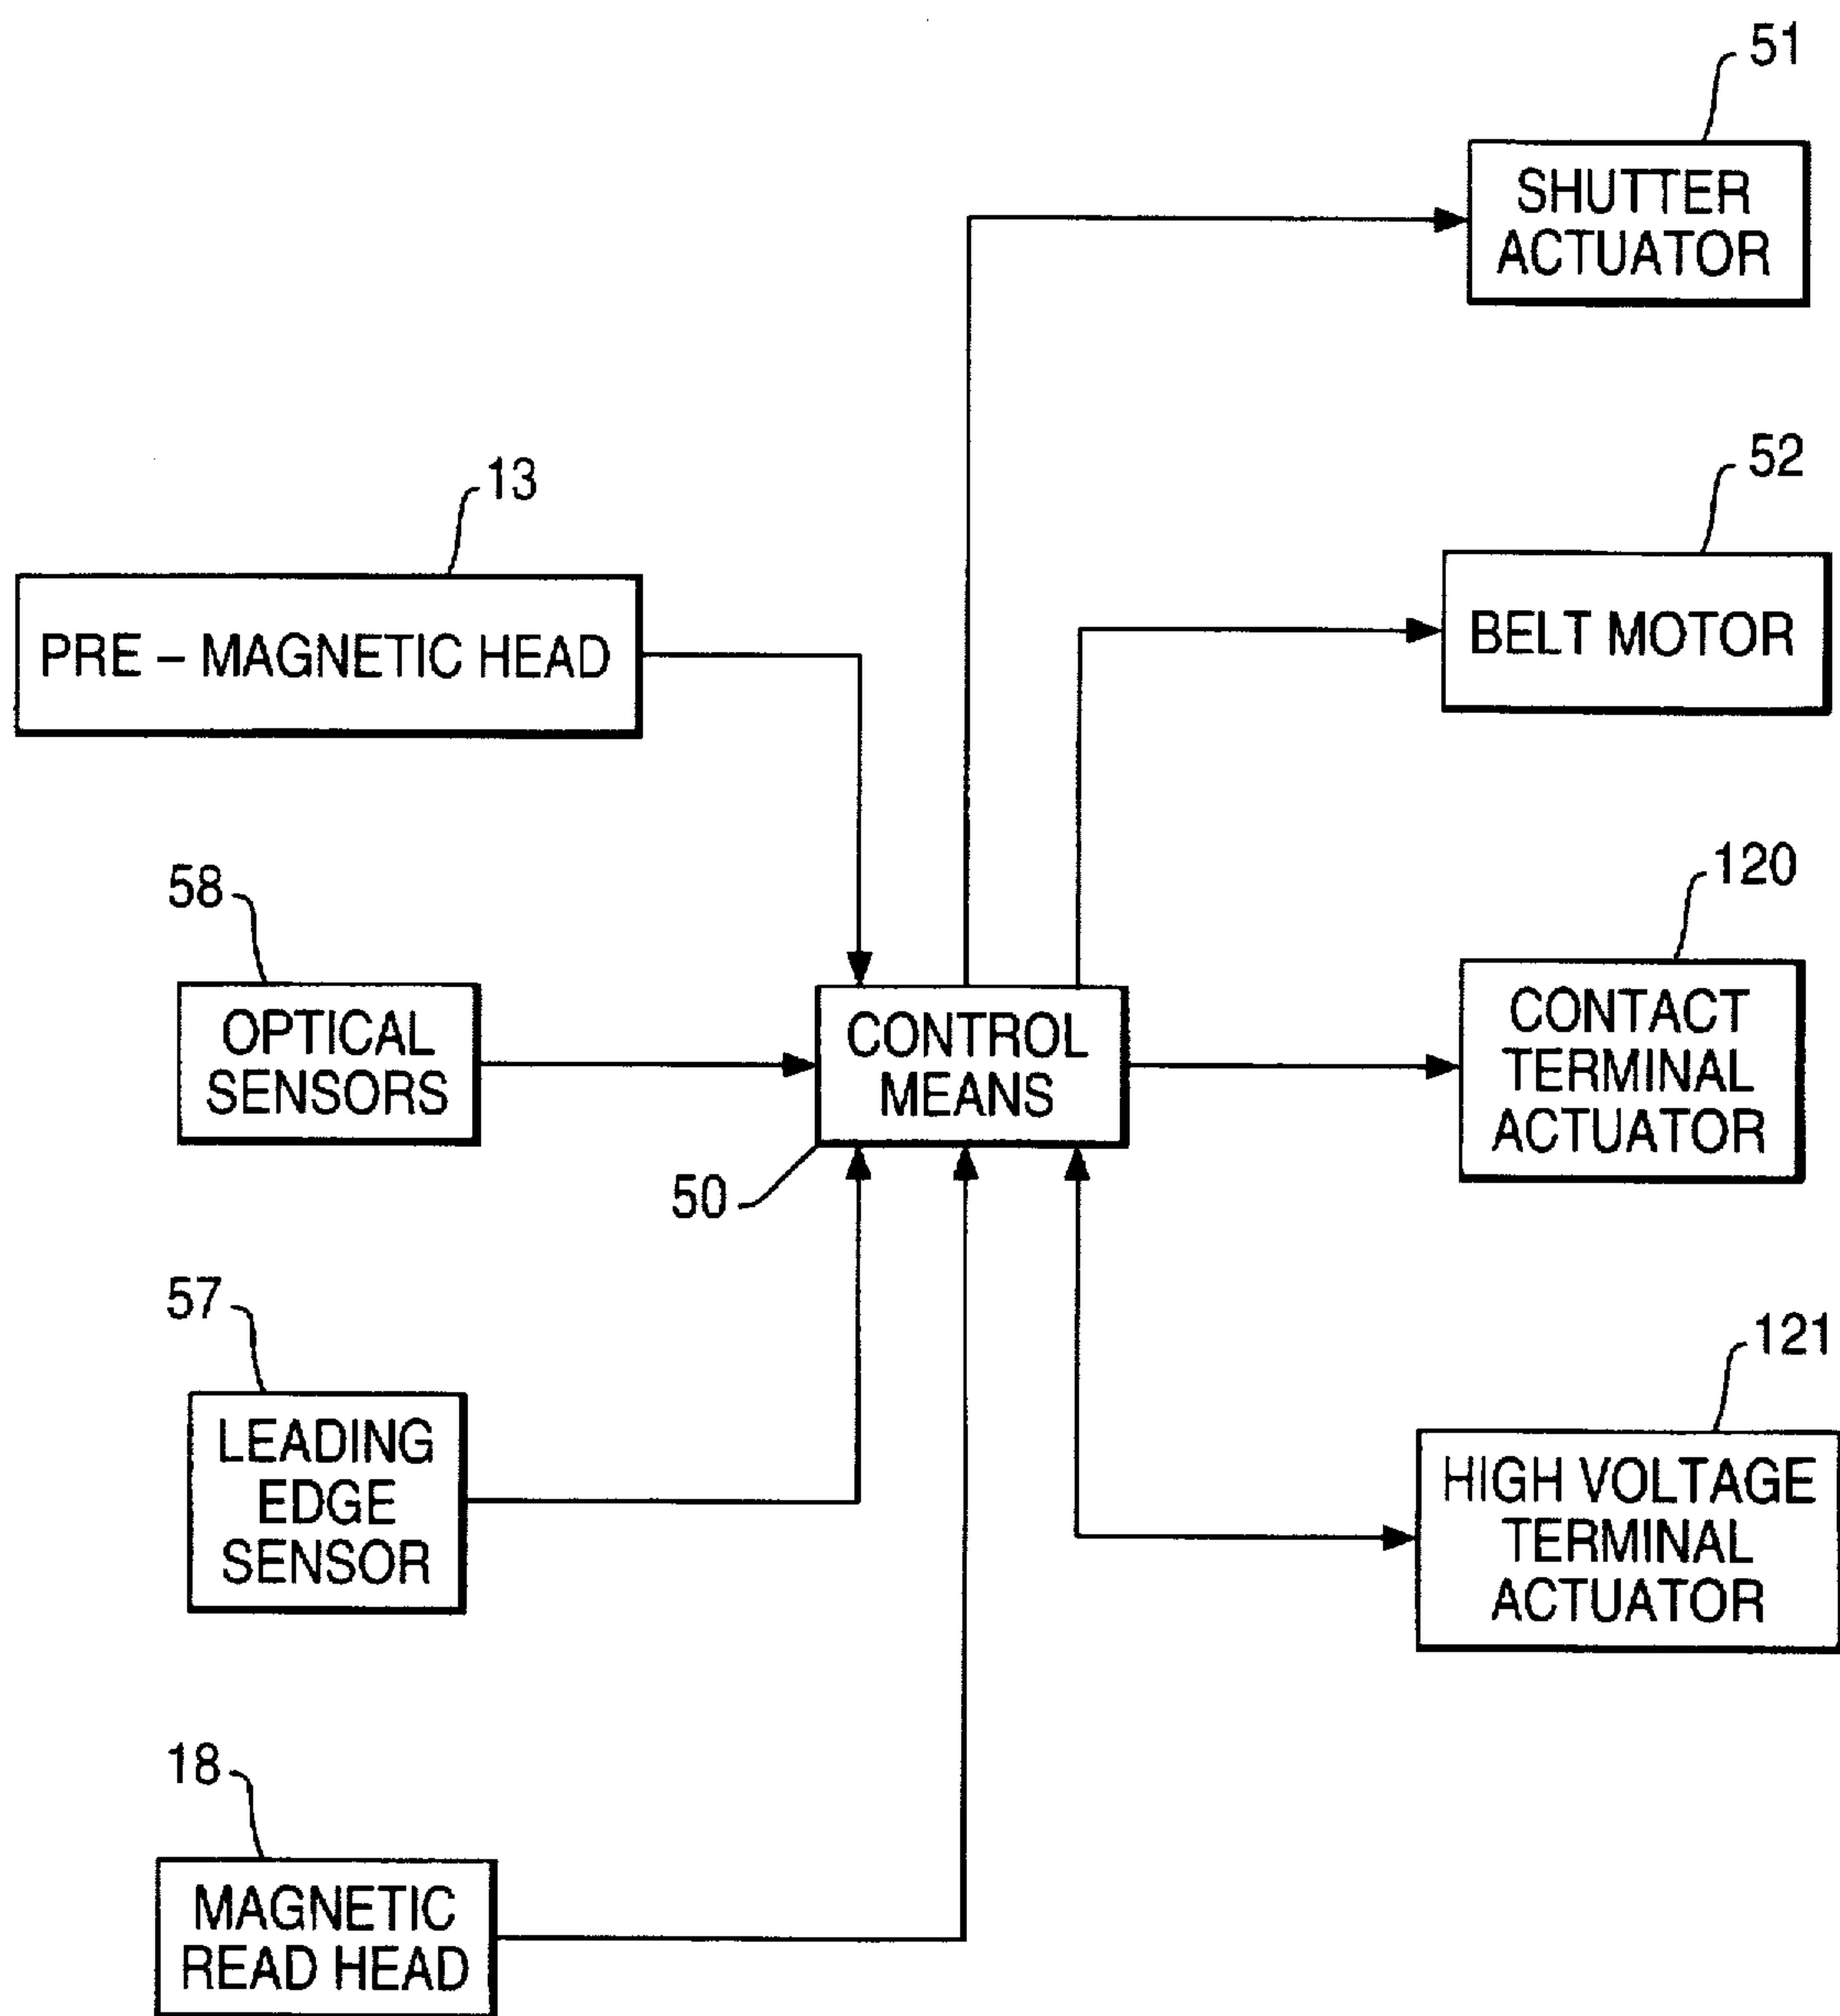 51
SHUTTER
ACTUATOR
52
BELT MOTOR
13
PRE – MAGNETIC HEAD
58
OPTICAL
SENSORS
CONTROL
MEANS
50
120
CONTACT
TERMINAL
ACTUATOR
57
LEADING
EDGE
SENSOR
121
HIGH VOLTAGE
TERMINAL
ACTUATOR
18
MAGNETIC
READ HEAD